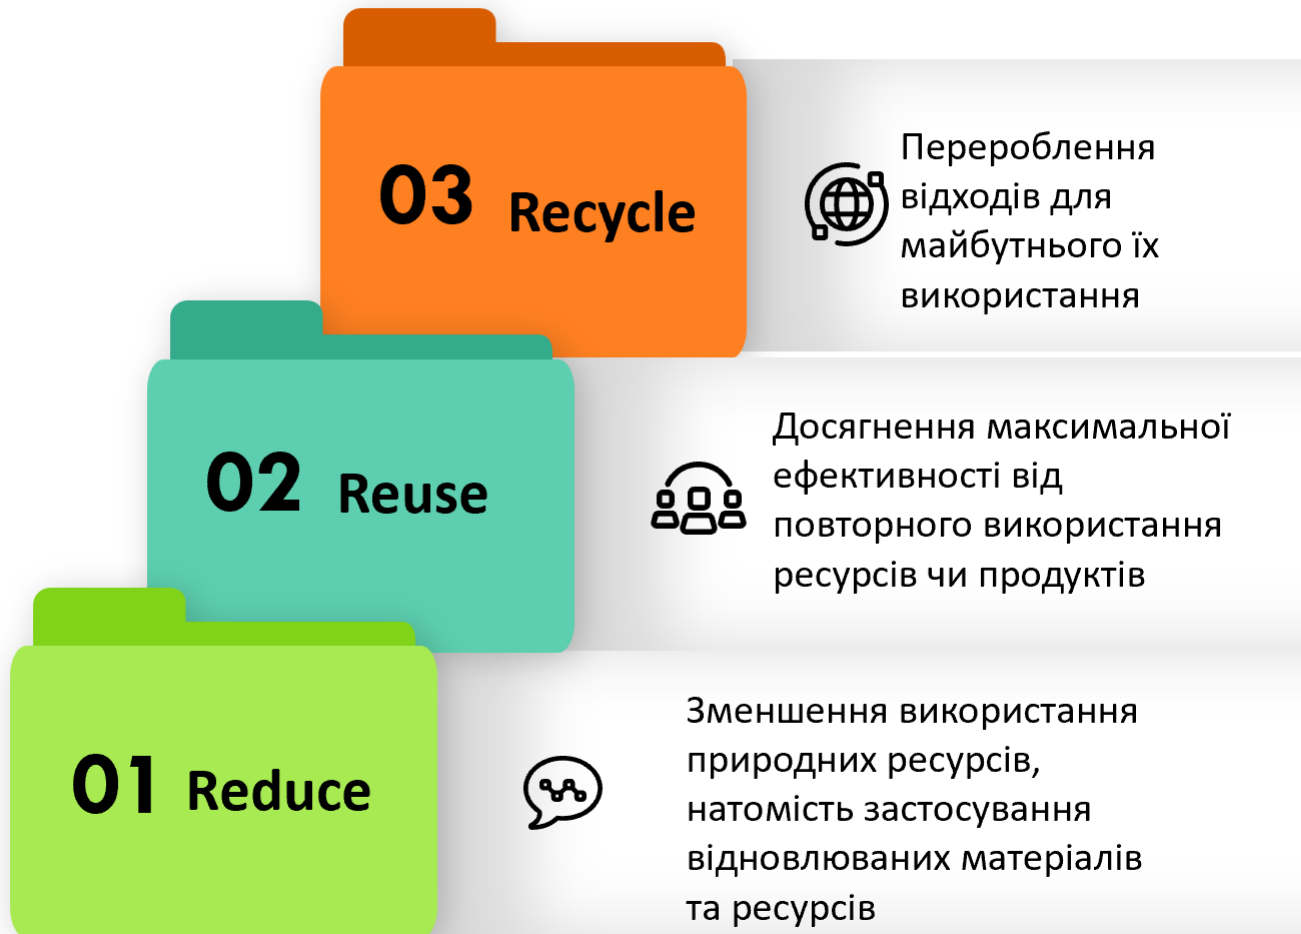 03 Recycle
Перероблення
відходів для
майбутнього їх
використання
02 Reuse
Досягнення максимальної
ефективності від
повторного використання
ресурсів чи продуктів
01 Reduce
Зменшення використання
природних ресурсів,
натомість застосування
відновлюваних матеріалів
та ресурсів